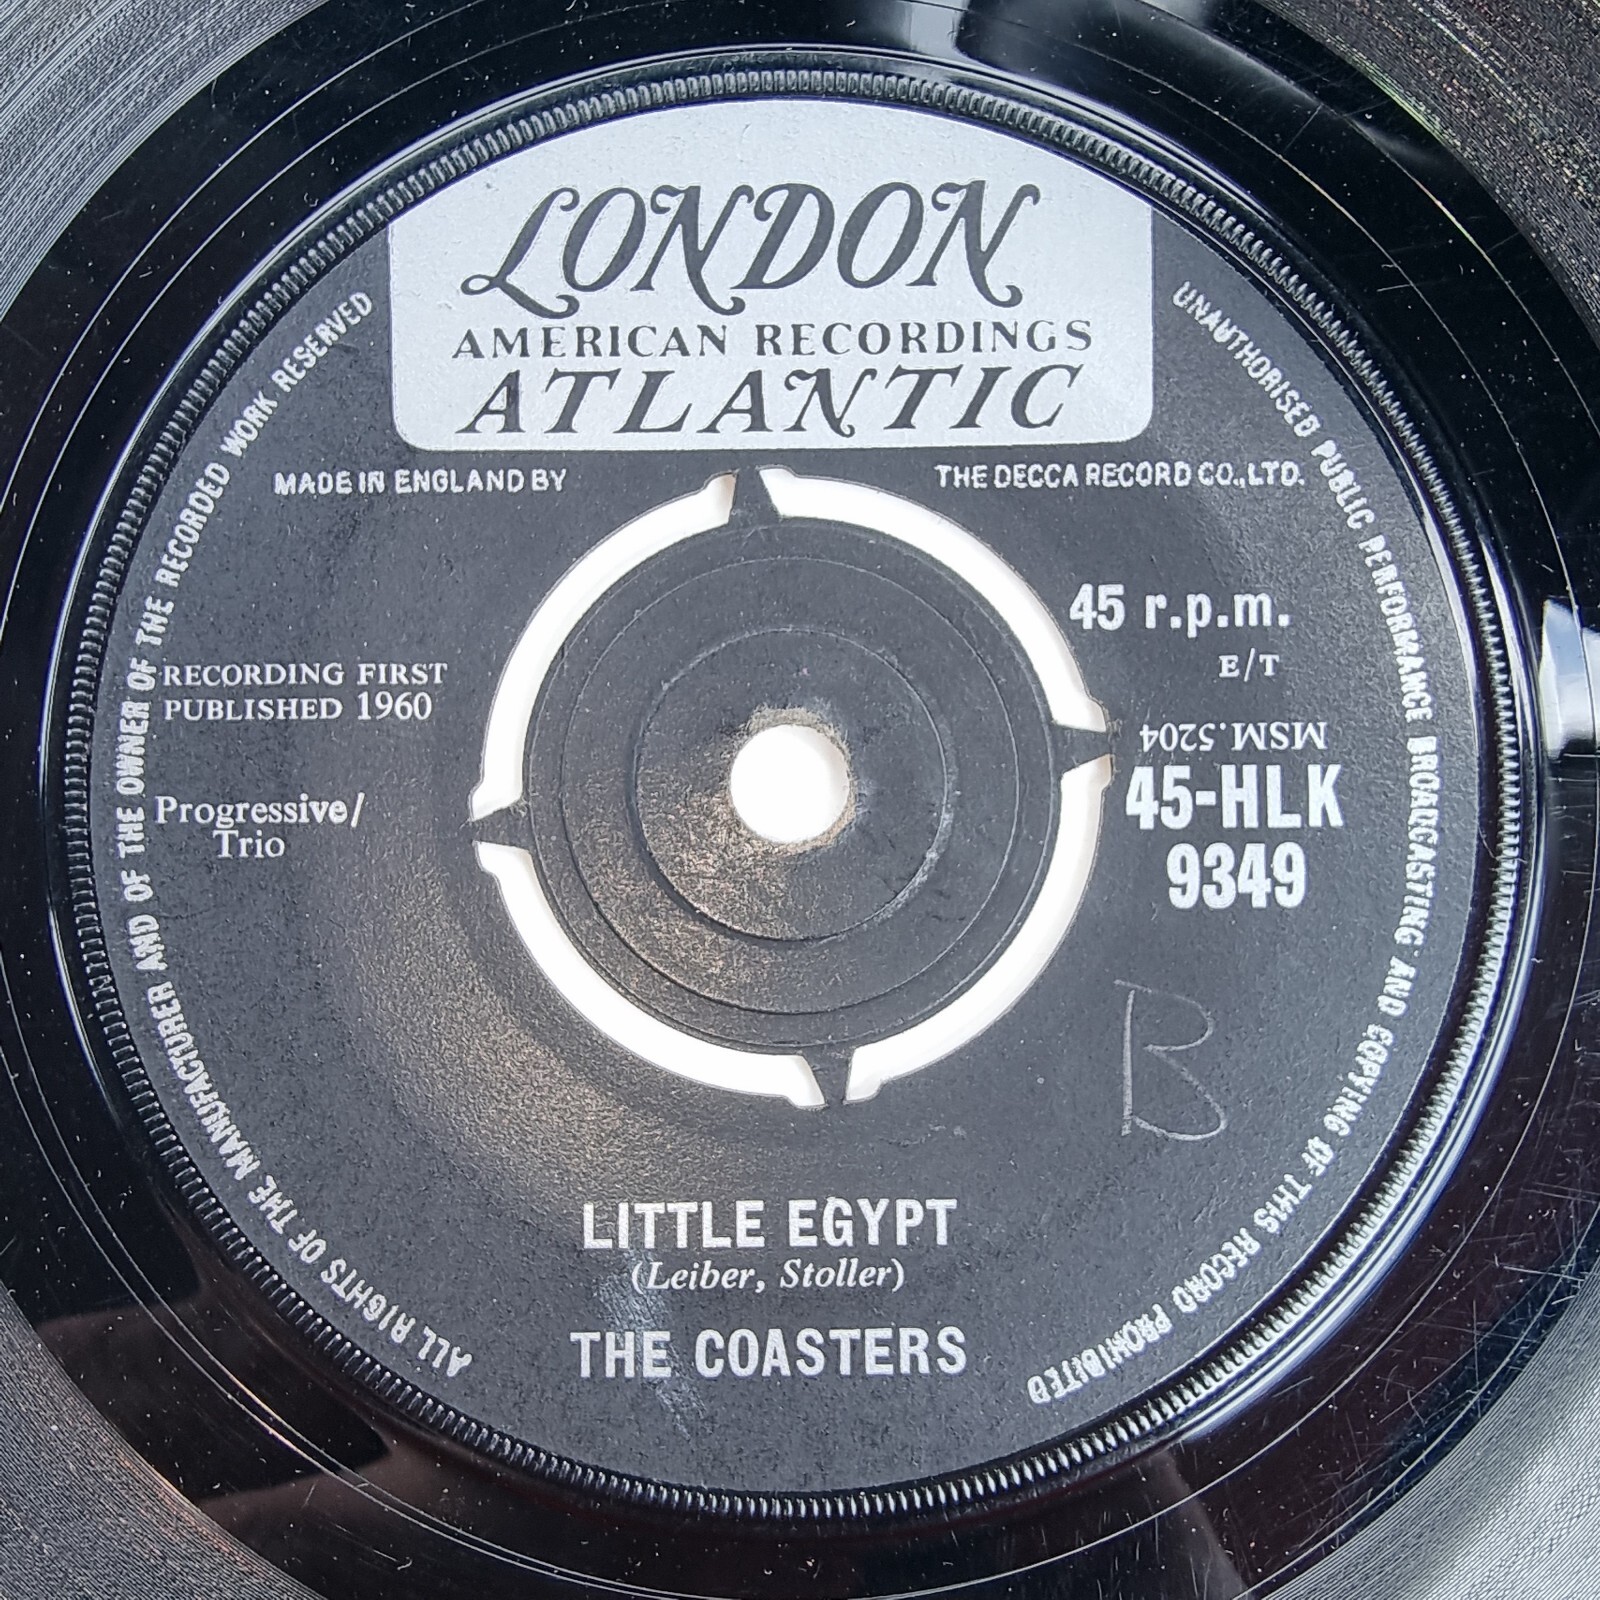 LONDON
AMERICAN RECORDINGS
ATLANTIC
MADE IN ENGLAND BY
THE DECCA RECORD CO., LTD.
45 r.p.m.
E/T
RECORDING FIRST
PUBLISHED 1960
MSM.5204
45-HLK
9349
Progressive/
Trio
B
LITTLE EGYPT
(Leiber, Stoller)
THE COASTERS
ALL RIGHTS OF THE MANUFACTURER AND OF THE OWNER OF THE RECORDED WORK RESERVED
UNAUTHORISED PUBLIC PERFORMANCE BROADCASTING AND COPYING OF THIS RECORD PROHIBITED